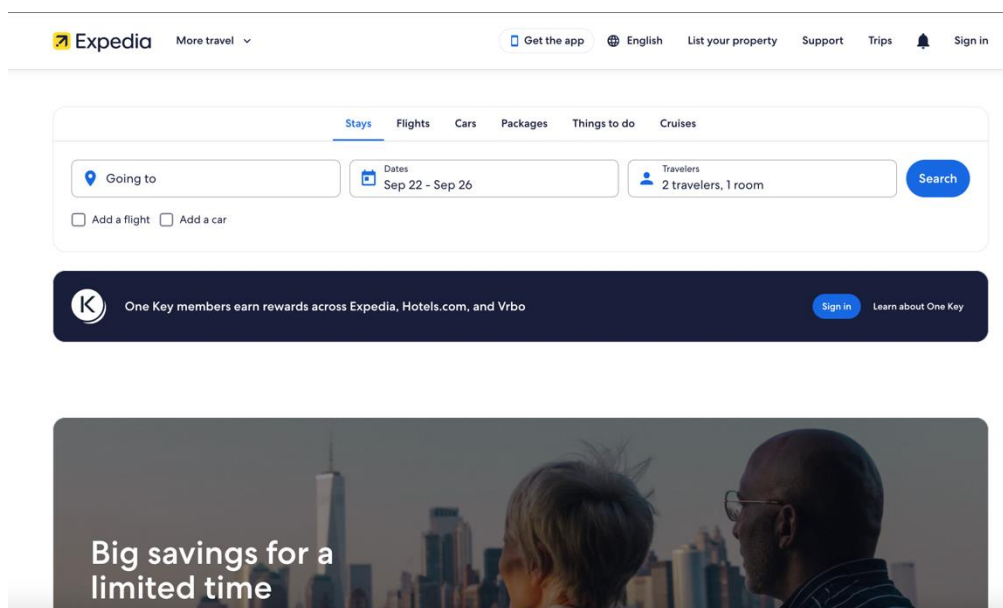 Expedia More travel Get the app English List your property Support Trips Sign in
Stays Flights Cars Packages Things to do Cruises
Going to
Dates
Sep 22 - Sep 26
Travelers
2 travelers, 1 room
Search
Add a flight Add a car
K One Key members earn rewards across Expedia, Hotels.com, and Vrbo Sign in Learn about One Key
Big savings for a
limited time